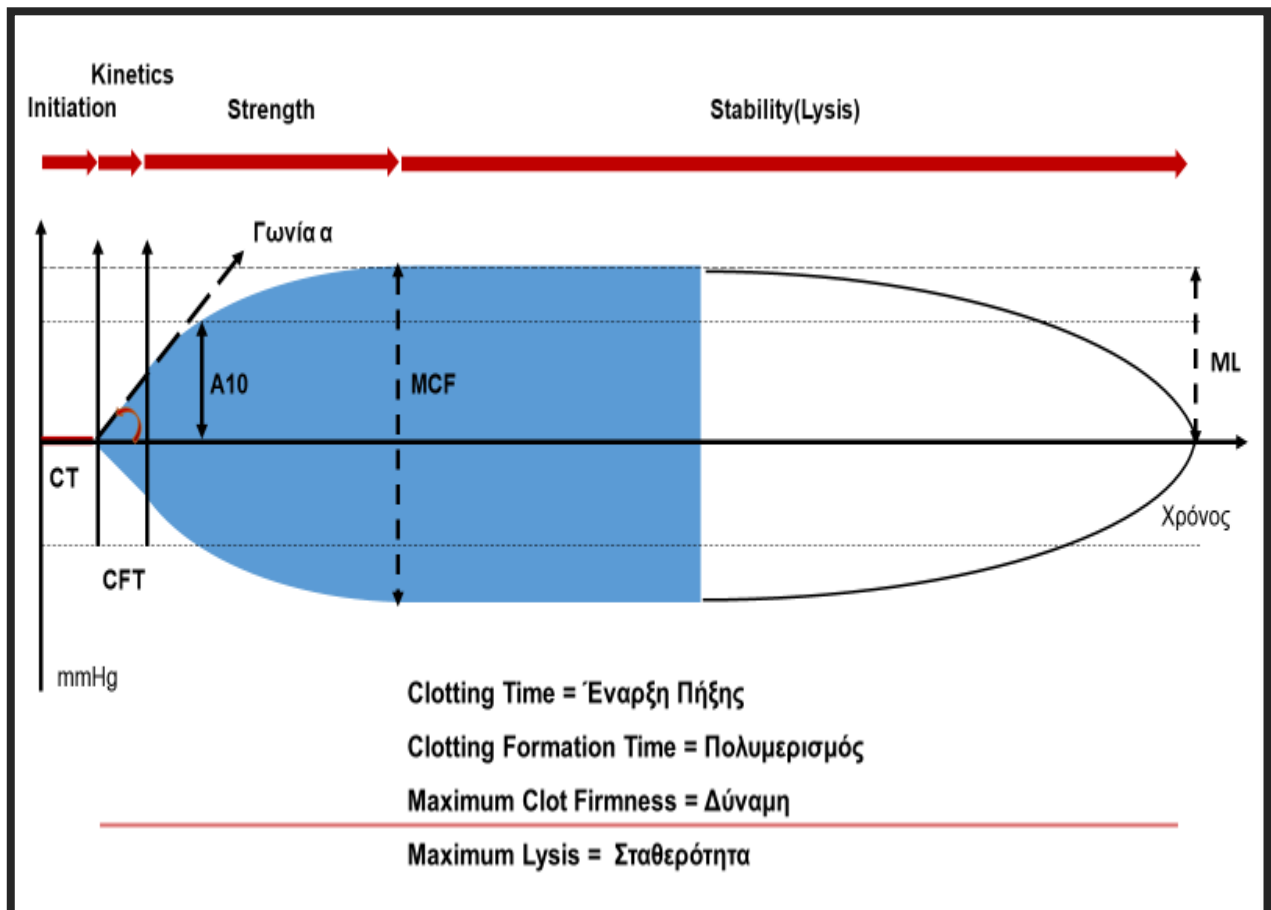 Kinetics
Initiation
Strength
Stability(Lysis)
Γωνία α
A10
MCF
ML
CT
Χρόνος
CFT
mmHg
Clotting Time = Έναρξη Πήξης
Clotting Formation Time = Πολυμερισμός
Maximum Clot Firmness = Δύναμη
Maximum Lysis = Σταθερότητα